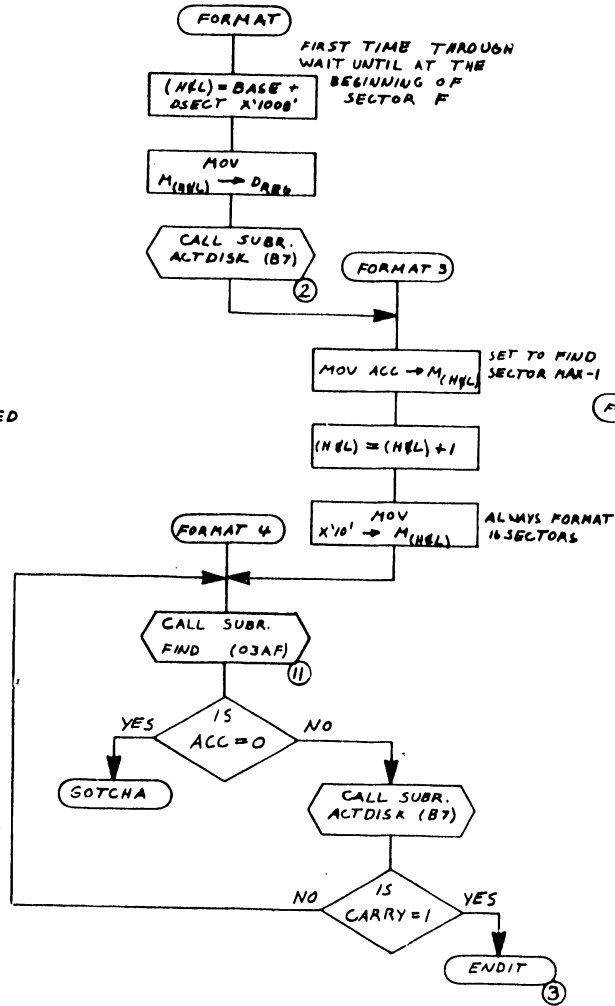 FORMAT
FIRST TIME THROUGH
WAIT UNTIL AT THE
BEGINNING OF
SECTOR F
(H&L) = BASE +
DSECT X'1008'
MOV
M(H&L) → DREG
CALL SUBR.
ACTDISK (B7)
2
FORMAT 3
MOV ACC → M(H&L)
SET TO FIND
SECTOR MAX-1
ED
(H&L) = (H&L) + 1
MOV
X'10' → M(H&L)
ALWAYS FORMAT
16 SECTORS
FORMAT 4
CALL SUBR.
FIND (03AF)
11
IS
ACC = 0
YES
NO
GOTCHA
CALL SUBR.
ACTDISK (B7)
IS
CARRY = 1
NO
YES
ENDIT
3